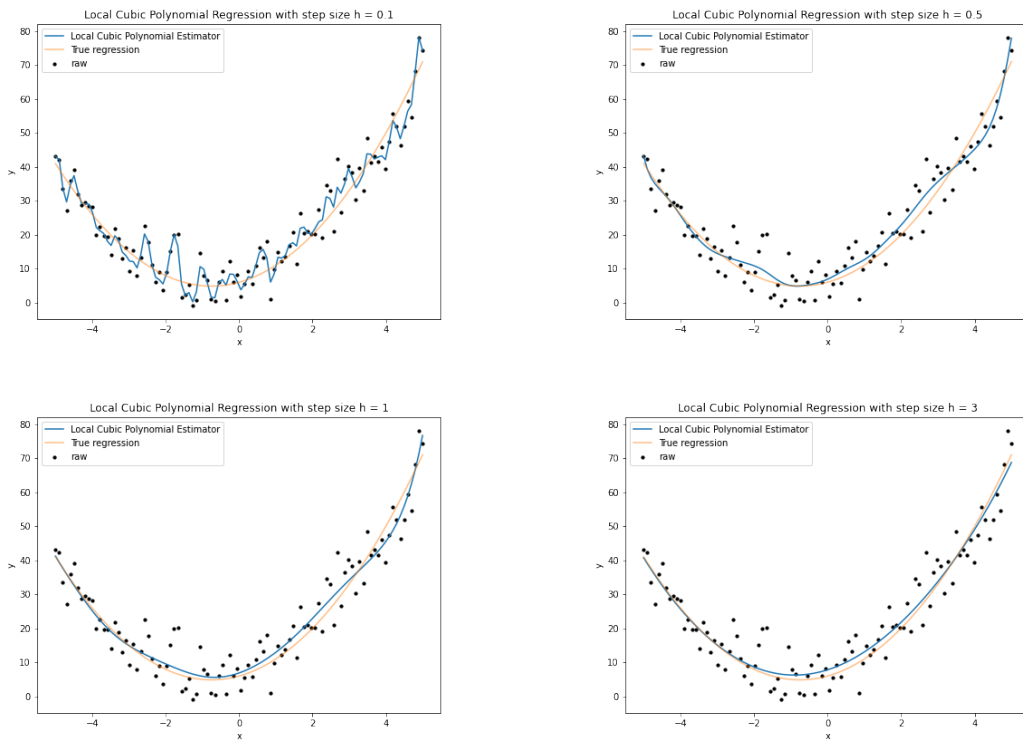 Local Cubic Polynomial Regression with step size h = 0.1
Local Cubic Polynomial Estimator
True regression
raw
80
70
60
50
40
30
20
10
0
y
−4
−2
0
2
4
x
Local Cubic Polynomial Regression with step size h = 0.5
Local Cubic Polynomial Estimator
True regression
raw
80
70
60
50
40
30
20
10
0
y
−4
−2
0
2
4
x
Local Cubic Polynomial Regression with step size h = 1
Local Cubic Polynomial Estimator
True regression
raw
80
70
60
50
40
30
20
10
0
y
−4
−2
0
2
4
x
Local Cubic Polynomial Regression with step size h = 3
Local Cubic Polynomial Estimator
True regression
raw
80
70
60
50
40
30
20
10
0
y
−4
−2
0
2
4
x